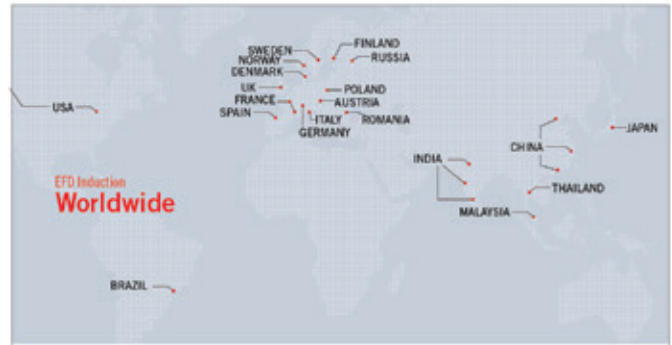 FINLAND
SWEDEN
RUSSIA
NORWAY
DENMARK
UK
POLAND
USA
FRANCE
AUSTRIA
SPAIN
ITALY
ROMANIA
GERMANY
JAPAN
CHINA
INDIA
EFD Induction
Worldwide
THAILAND
MALAYSIA
BRAZIL